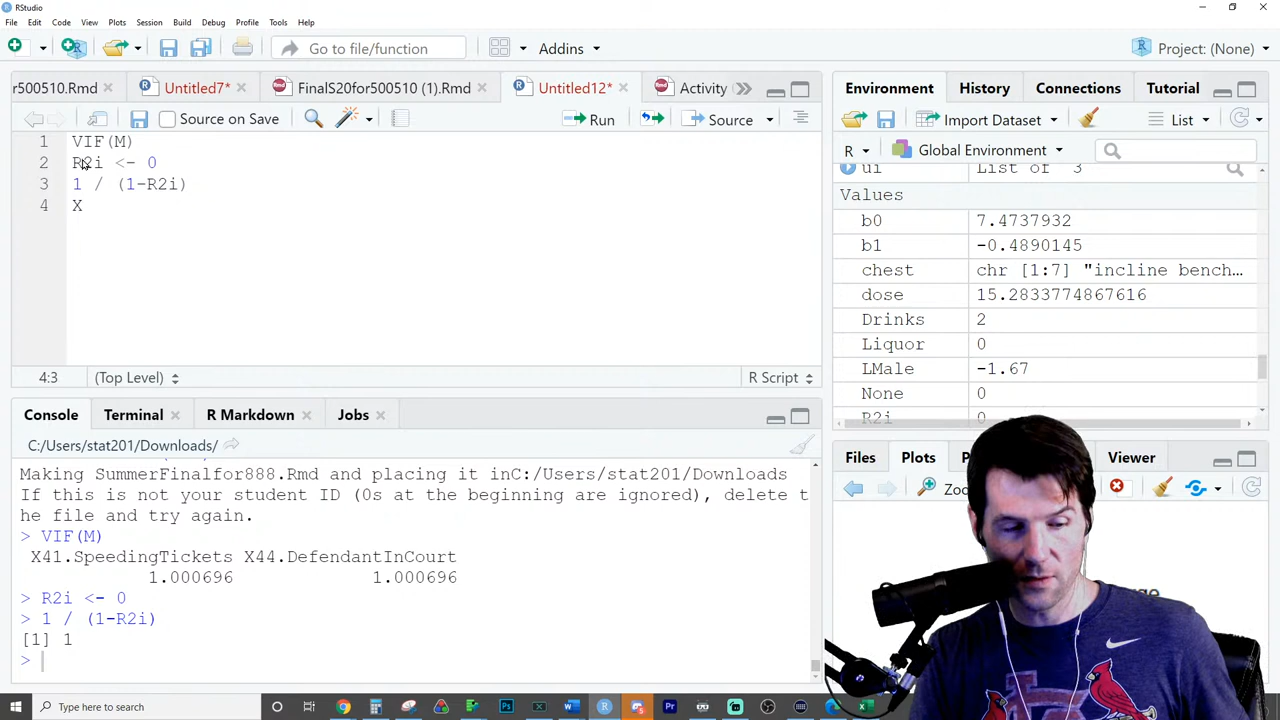 RStudio
File Edit Code View Plots Session Build Debug Profile Tools Help
Go to file/function
Addins
Project: (None)
r500510.Rmd
Untitled7*
FinalS20for500510 (1).Rmd
Untitled12*
Activity
Source on Save
Run
Source
1 VIF(M)
2 R2i <- 0
3 1 / (1-R2i)
4 X
4:3 (Top Level) R Script
Console Terminal R Markdown Jobs
C:/Users/stat201/Downloads/
Making SummerFinalfor888.Rmd and placing it inC:/Users/stat201/Downloads
If this is not your student ID (0s at the beginning are ignored), delete t
he file and try again.
> VIF(M)
X41.SpeedingTickets X44.DefendantInCourt
1.000696 1.000696
> R2i <- 0
> 1 / (1-R2i)
[1] 1
>
Environment History Connections Tutorial
Import Dataset
List
R Global Environment
ui List of 3
Values
b0 7.4737932
b1 -0.4890145
chest chr [1:7] "incline bench…
dose 15.2833774867616
Drinks 2
Liquor 0
LMale -1.67
None 0
R2i 0
Files Plots Viewer
Type here to search